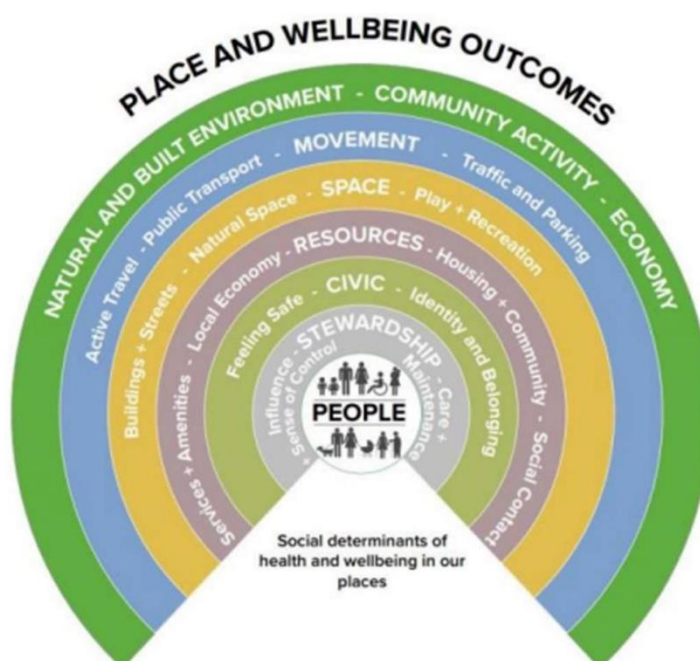 PLACE AND WELLBEING OUTCOMES
NATURAL AND BUILT ENVIRONMENT - COMMUNITY ACTIVITY - ECONOMY
Active Travel - Public Transport - MOVEMENT - Traffic and Parking
Buildings + Streets - Natural Space - SPACE - Play + Recreation
Services + Amenities - Local Economy - RESOURCES - Housing + Community - Social Contact
Feeling Safe - CIVIC - Identity and Belonging
Influence + Sense of Control - STEWARDSHIP - Care + Maintenance
PEOPLE
Social determinants of
health and wellbeing in our
places